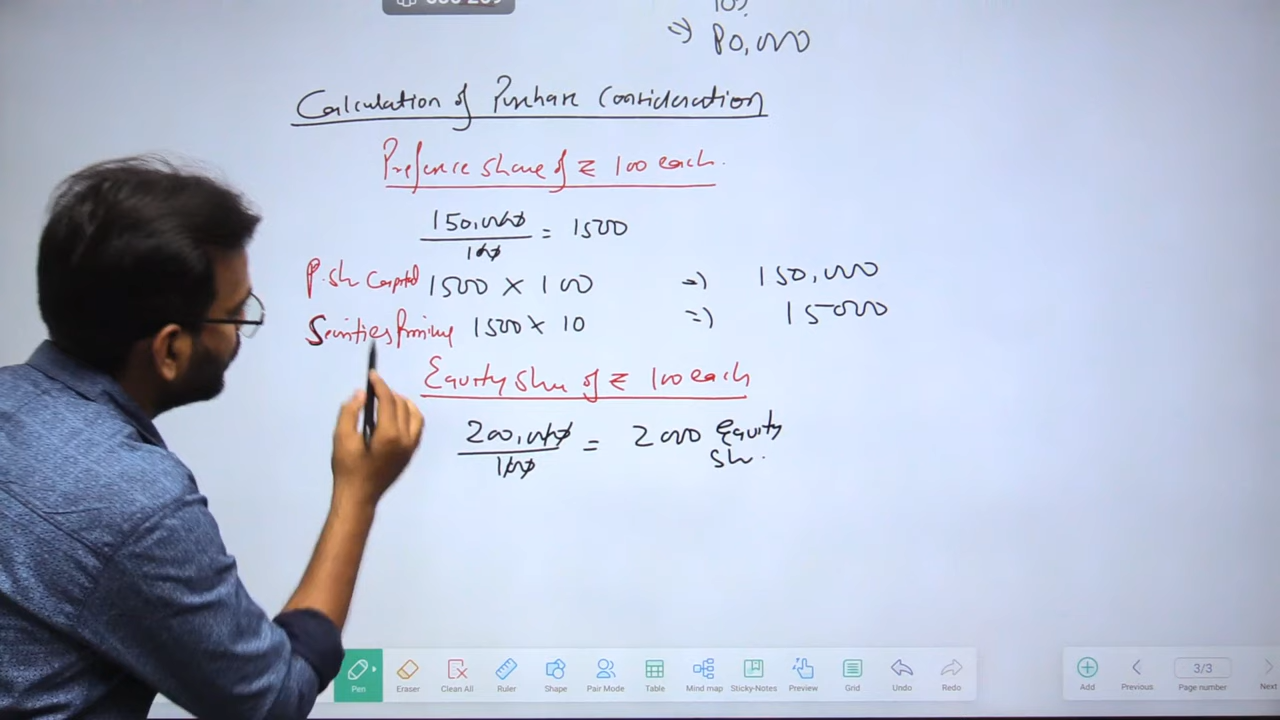 ⇒ 80,000
Calculation of Purchase Consideration
Preference Share of ₹ 100 each.
150,000 / 100 = 1500
P.sh Capital 1500 × 100 ⇒ 150,000
Securities Premium 1500 × 10 ⇒ 15000
Equity Share of ₹ 100 each
200,000 / 100 = 2000 Equity
Sh.
Pen Eraser Clean All Ruler Shape Pair Mode Table Mind map Sticky-Notes Preview Grid Undo Redo Add Previous 3/3 Page number Next